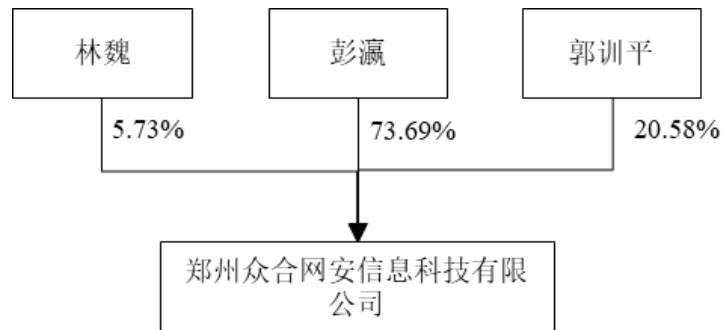 林魏
彭瀛
郭训平
5.73%
73.69%
20.58%
郑州众合网安信息科技有限
公司